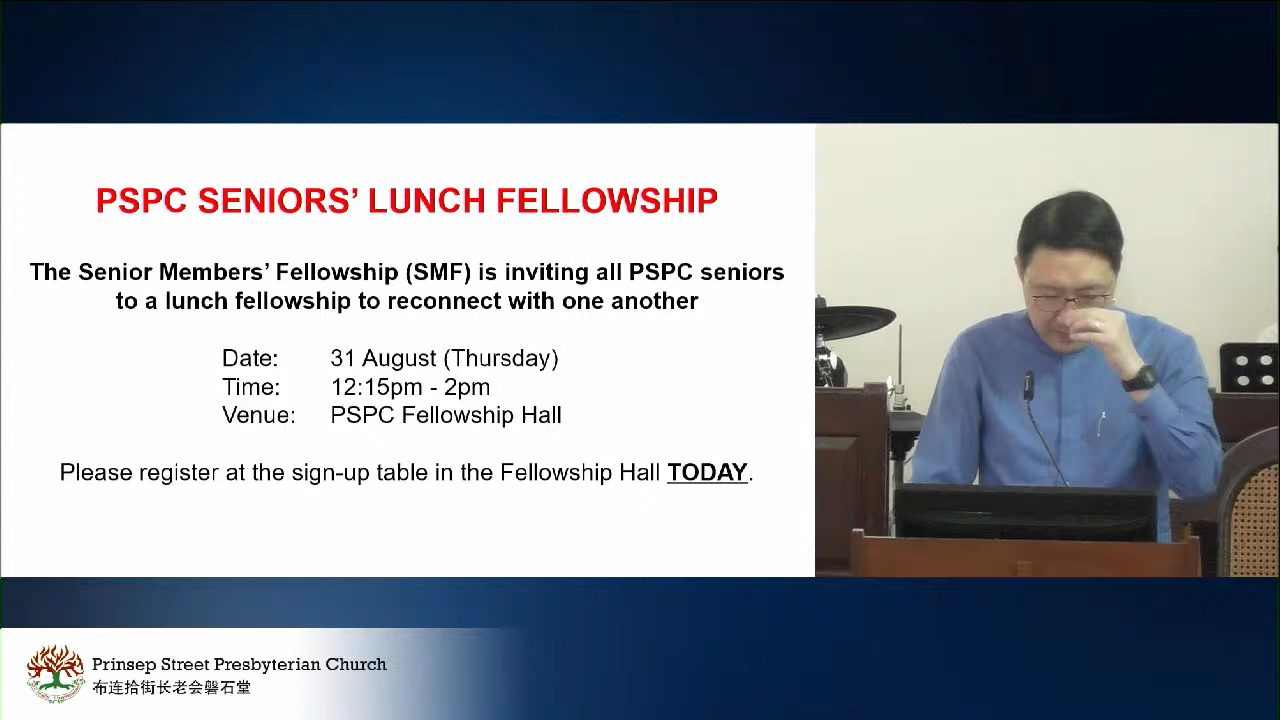 PSPC SENIORS’ LUNCH FELLOWSHIP
The Senior Members’ Fellowship (SMF) is inviting all PSPC seniors
to a lunch fellowship to reconnect with one another
Date: 31 August (Thursday)
Time: 12:15pm - 2pm
Venue: PSPC Fellowship Hall
Please register at the sign-up table in the Fellowship Hall TODAY.
Prinsep Street Presbyterian Church
布连拾街长老会磐石堂